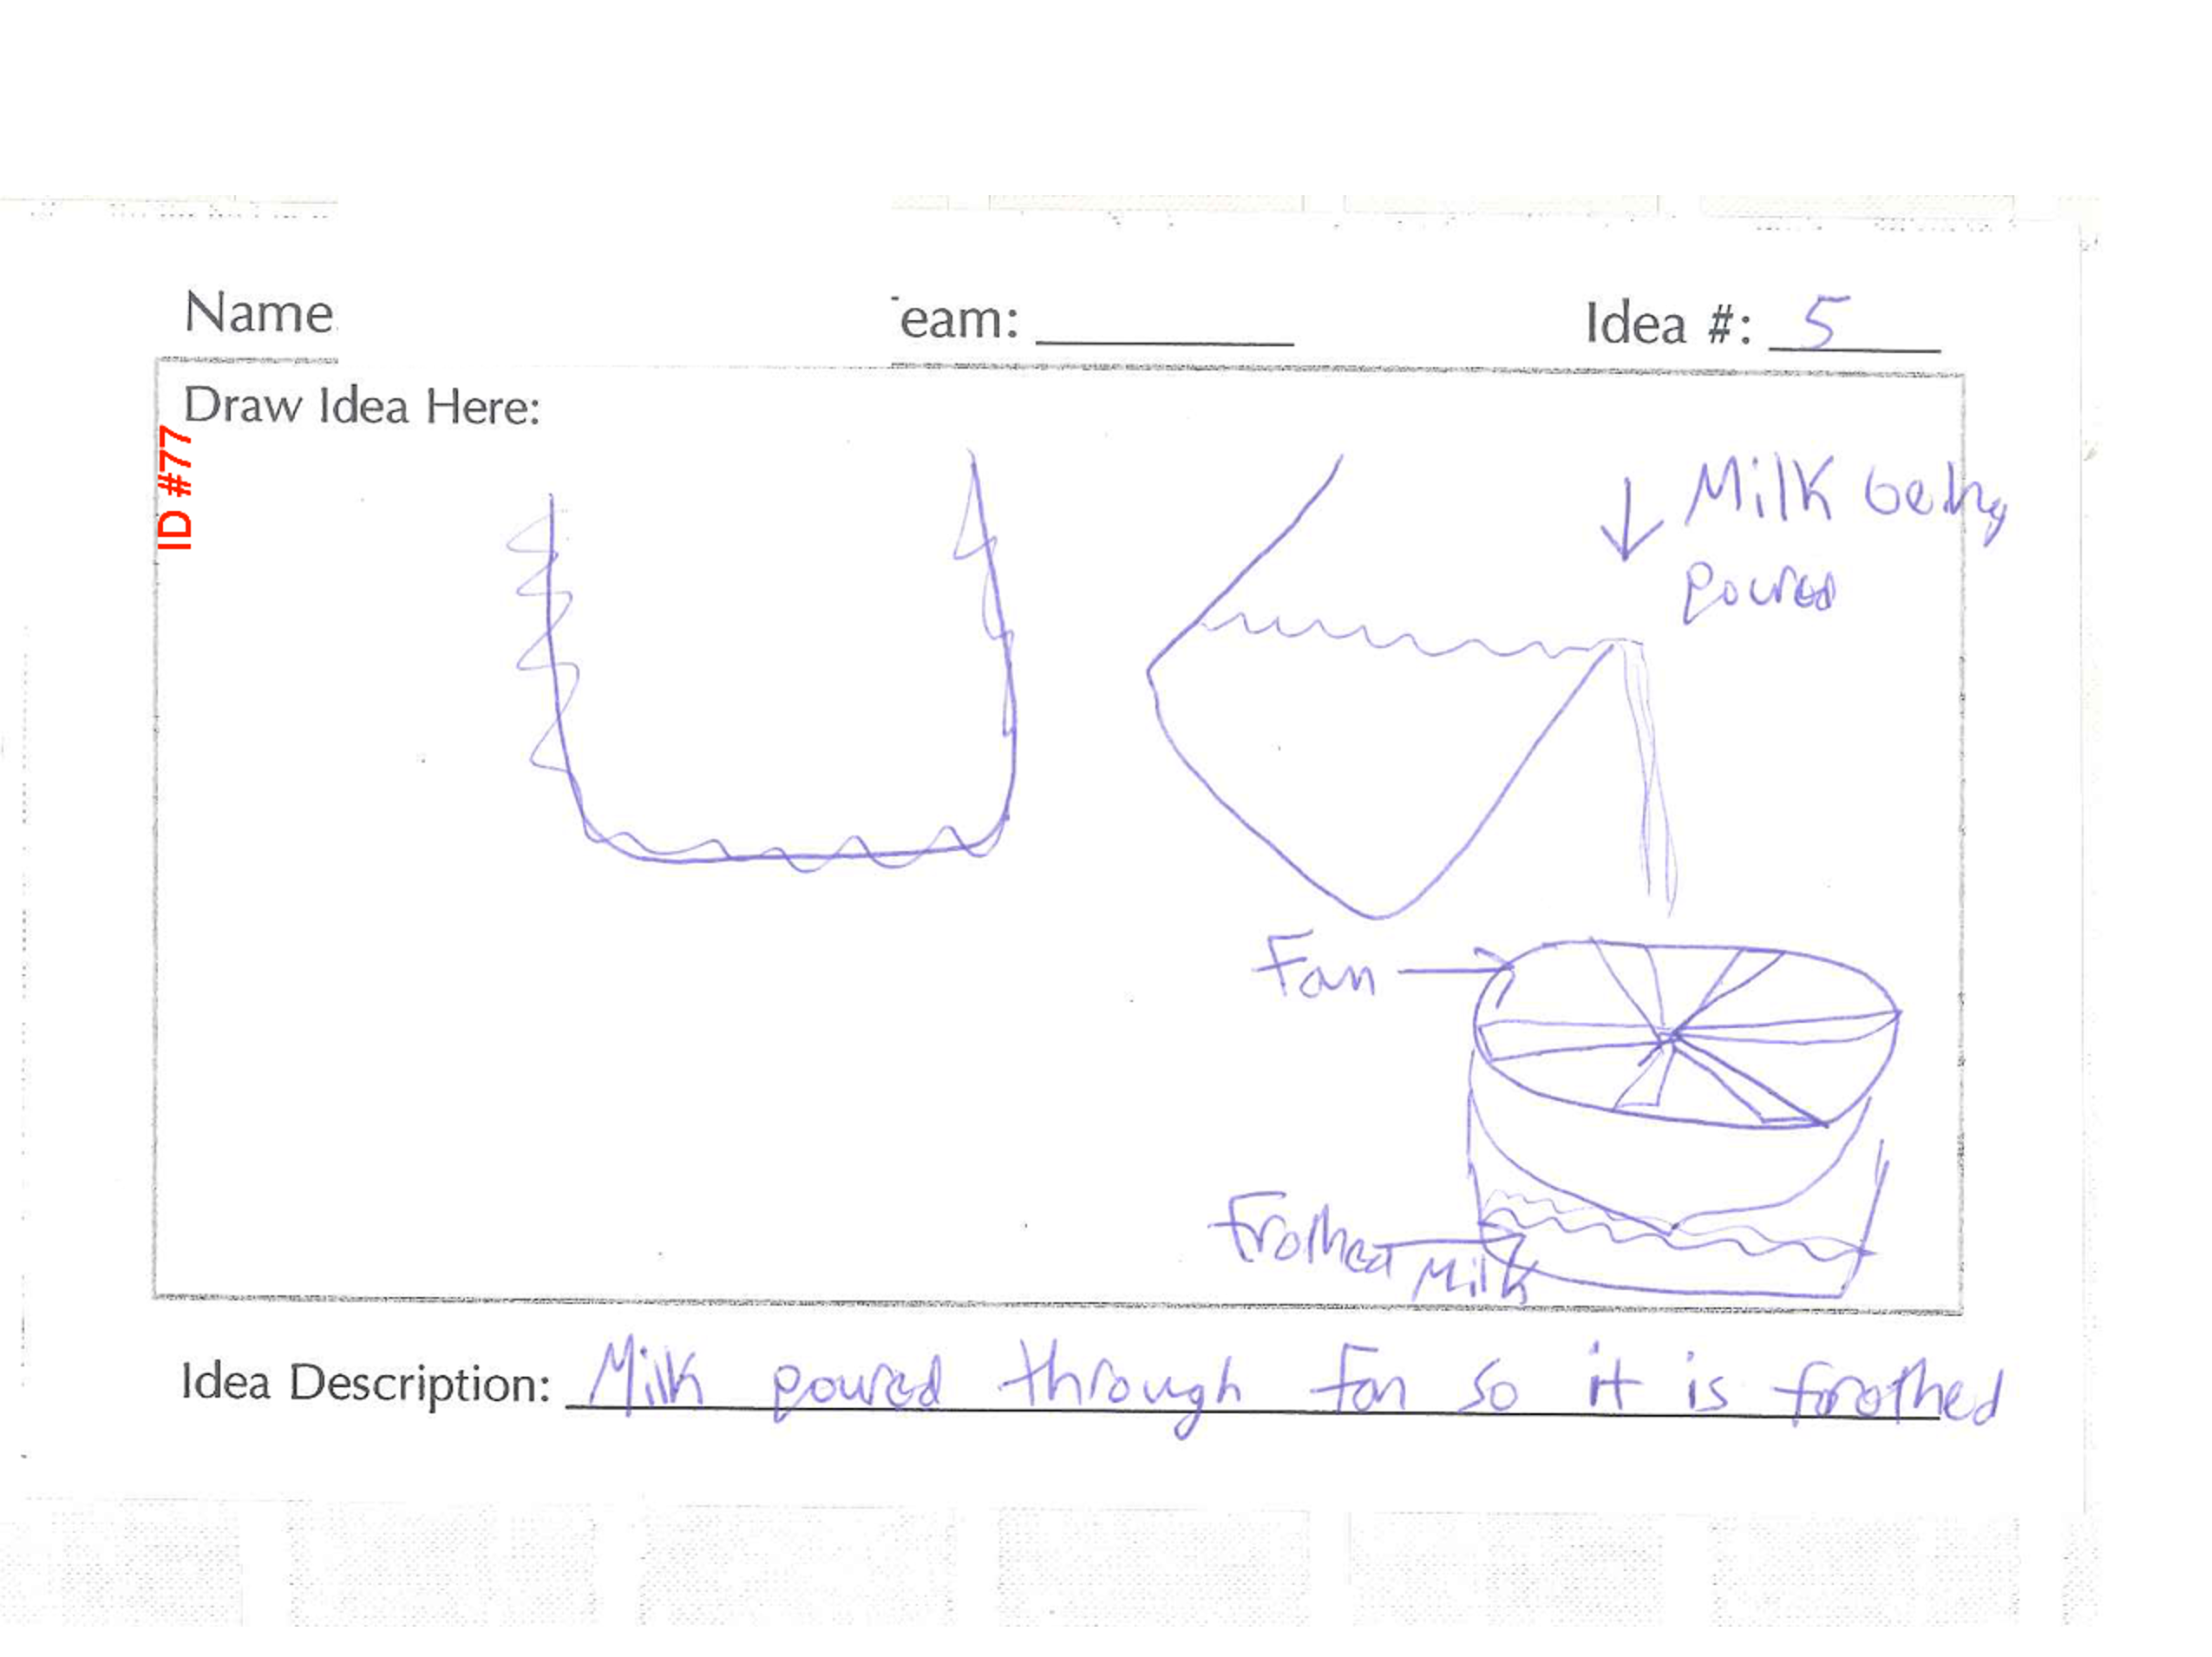 Name
eam:
Idea #: 5
Draw Idea Here:
ID #77
↓ Milk being
poured
Fan
Frothed Milk
Idea Description: Milk poured through fan so it is frothed